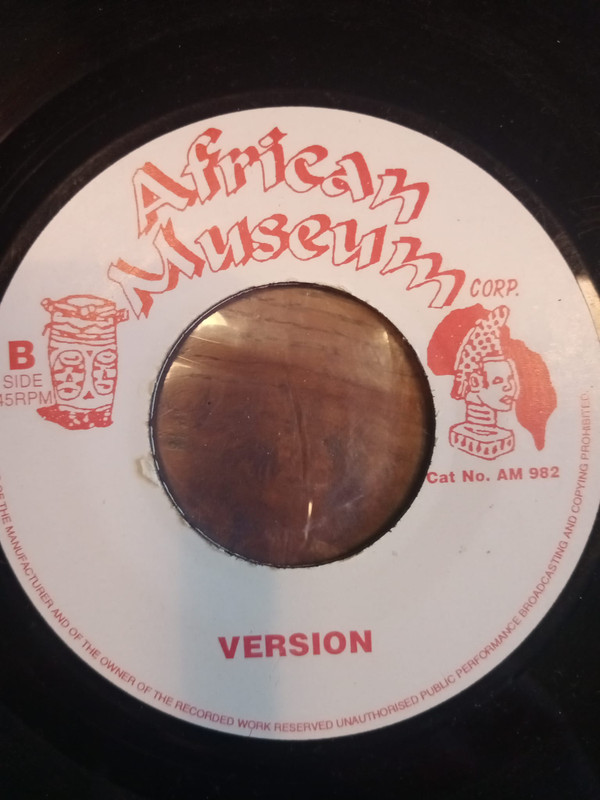 African
Museum
CORP.
B
SIDE
45RPM
Cat No. AM 982
VERSION
THE MANUFACTURER AND OF THE OWNER OF THE RECORDED WORK RESERVED UNAUTHORISED PUBLIC PERFORMANCE BROADCASTING AND COPYING PROHIBITED